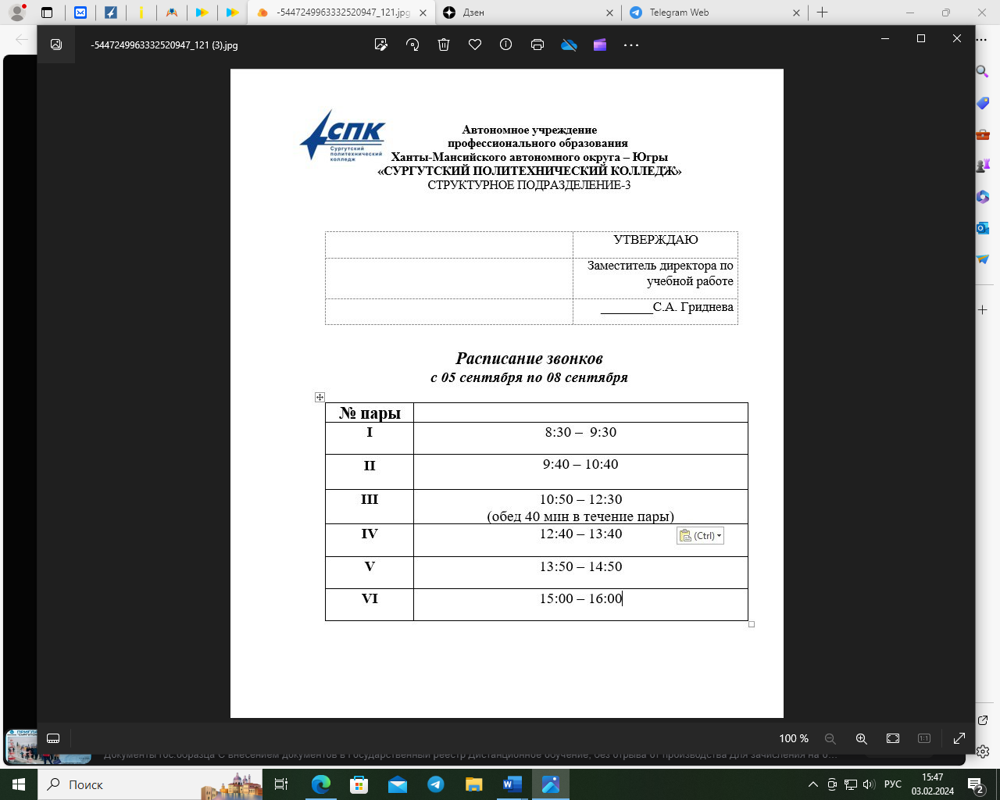 -5447249963332520947_121.jpg
Дзен
Telegram Web
-5447249963332520947_121 (3).jpg
СПК
Сургутский
политехнический
колледж
Автономное учреждение
профессионального образования
Ханты-Мансийского автономного округа – Югры
«СУРГУТСКИЙ ПОЛИТЕХНИЧЕСКИЙ КОЛЛЕДЖ»
СТРУКТУРНОЕ ПОДРАЗДЕЛЕНИЕ-3
УТВЕРЖДАЮ
Заместитель директора по
учебной работе
________С.А. Гриднева
Расписание звонков
с 05 сентября по 08 сентября
№ пары
I 8:30 – 9:30
II 9:40 – 10:40
III 10:50 – 12:30
(обед 40 мин в течение пары)
IV 12:40 – 13:40
(Ctrl)
V 13:50 – 14:50
VI 15:00 – 16:00
100 %
1:1
Документы гос.образца С внесением документов в Государственный реестр Дистанционное обучение, без отрыва от производства Для зачисления на о...
Поиск
РУС
15:47
03.02.2024
2